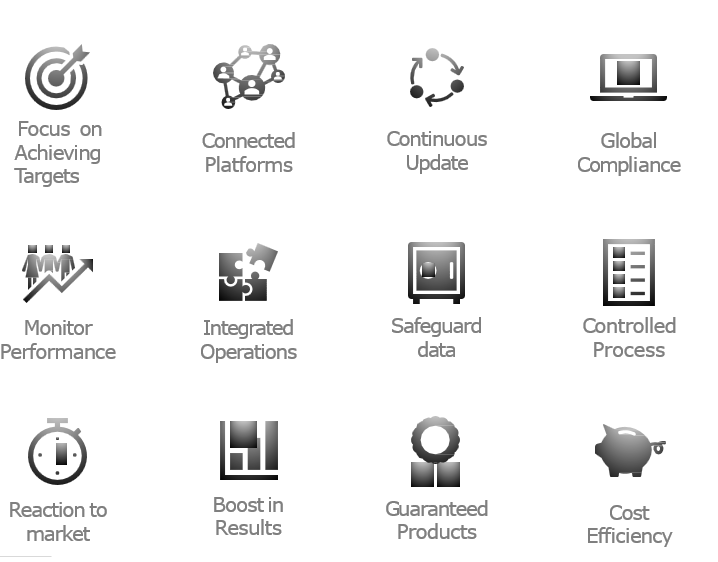 Focus on
Achieving
Targets
Connected
Platforms
Continuous
Update
Global
Compliance
Monitor
Performance
Integrated
Operations
Safeguard
data
Controlled
Process
Reaction to
market
Boost in
Results
Guaranteed
Products
Cost
Efficiency